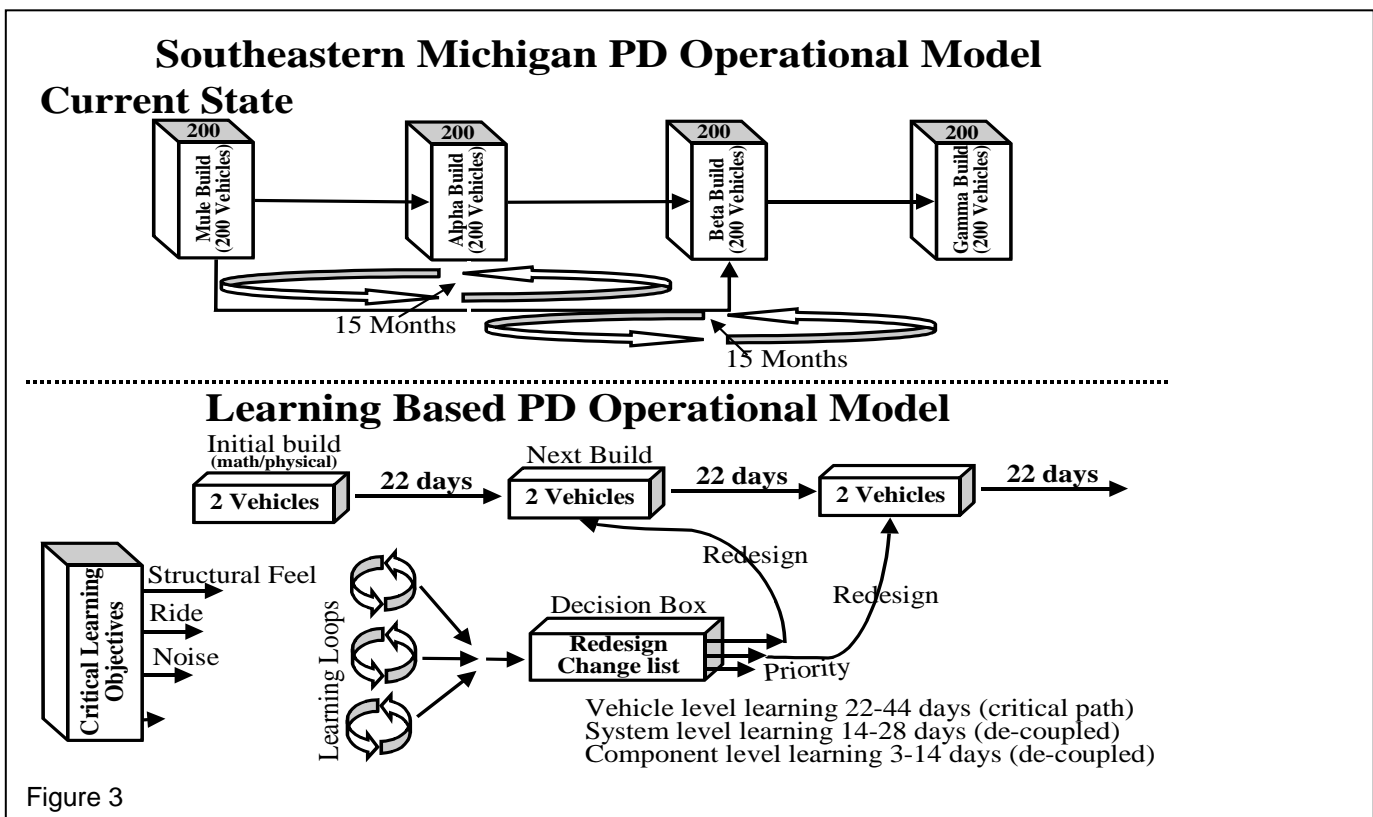 Southeastern Michigan PD Operational Model
Current State
200
Mule Build
(200 Vehicles)
200
Alpha Build
(200 Vehicles)
200
Beta Build
(200 Vehicles)
200
Gamma Build
(200 Vehicles)
15 Months
15 Months
Learning Based PD Operational Model
Initial build
(math/physical)
2 Vehicles
22 days
Next Build
2 Vehicles
22 days
2 Vehicles
22 days
Critical Learning
Objectives
Structural Feel
Ride
Noise
Learning Loops
Decision Box
Redesign
Change list
Redesign
Redesign
Priority
Vehicle level learning 22-44 days (critical path)
System level learning 14-28 days (de-coupled)
Component level learning 3-14 days (de-coupled)
Figure 3